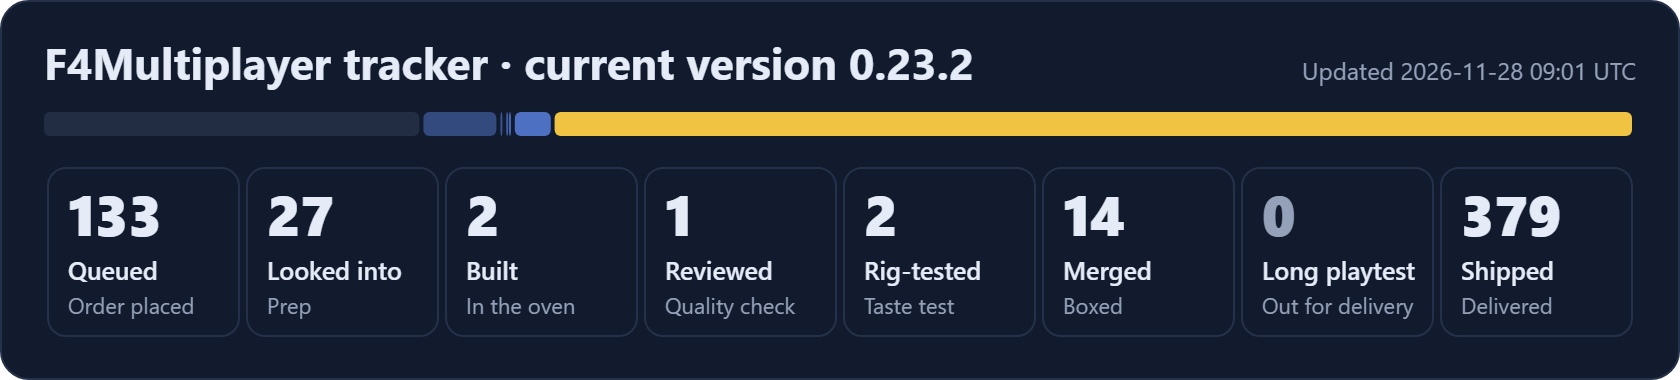 F4Multiplayer tracker · current version 0.23.2
Updated 2026-11-28 09:01 UTC
133
Queued
Order placed
27
Looked into
Prep
2
Built
In the oven
1
Reviewed
Quality check
2
Rig-tested
Taste test
14
Merged
Boxed
0
Long playtest
Out for delivery
379
Shipped
Delivered